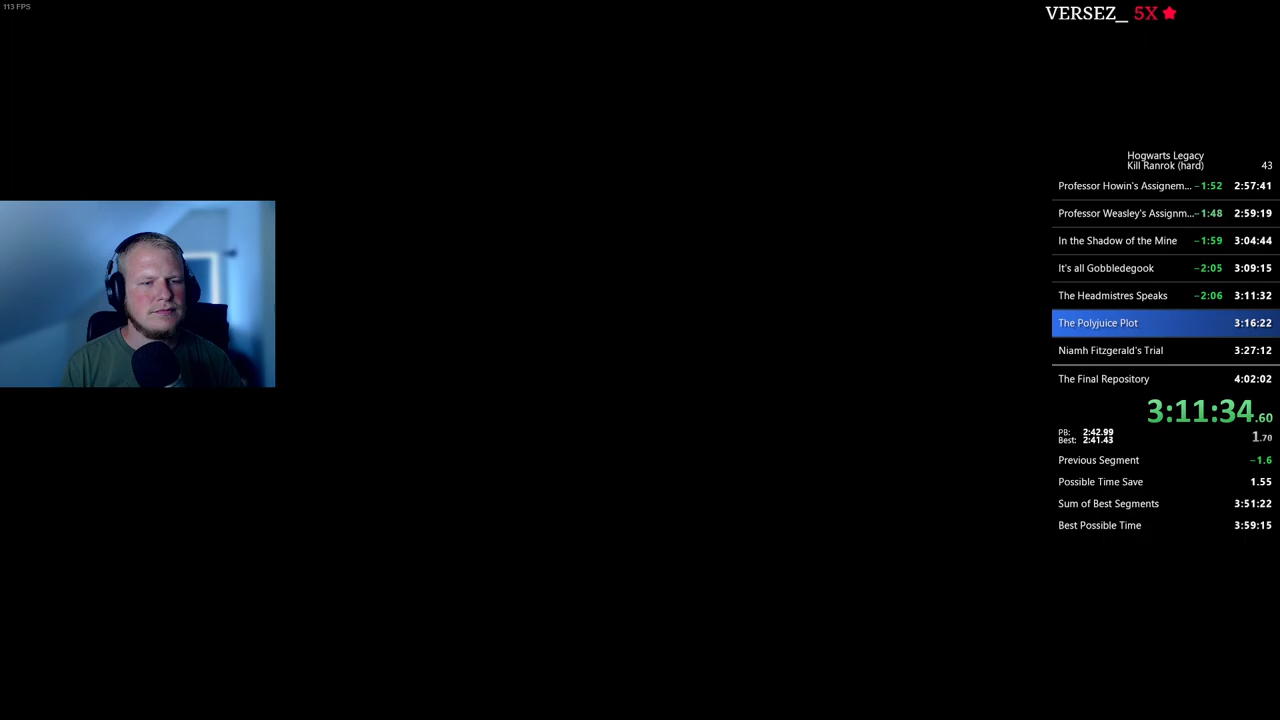 113 FPS
VERSEZ_ 5X
Hogwarts Legacy
Kill Ranrok (hard) 43
Professor Howin's Assignem... -1:52 2:57:41
Professor Weasley's Assignm... -1:48 2:59:19
In the Shadow of the Mine -1:59 3:04:44
It's all Gobbledegook -2:05 3:09:15
The Headmistres Speaks -2:06 3:11:32
The Polyjuice Plot 3:16:22
Niamh Fitzgerald's Trial 3:27:12
The Final Repository 4:02:02
3:11:34.60
PB: 2:42.99
Best: 2:41.43
1.70
Previous Segment -1.6
Possible Time Save 1.55
Sum of Best Segments 3:51:22
Best Possible Time 3:59:15